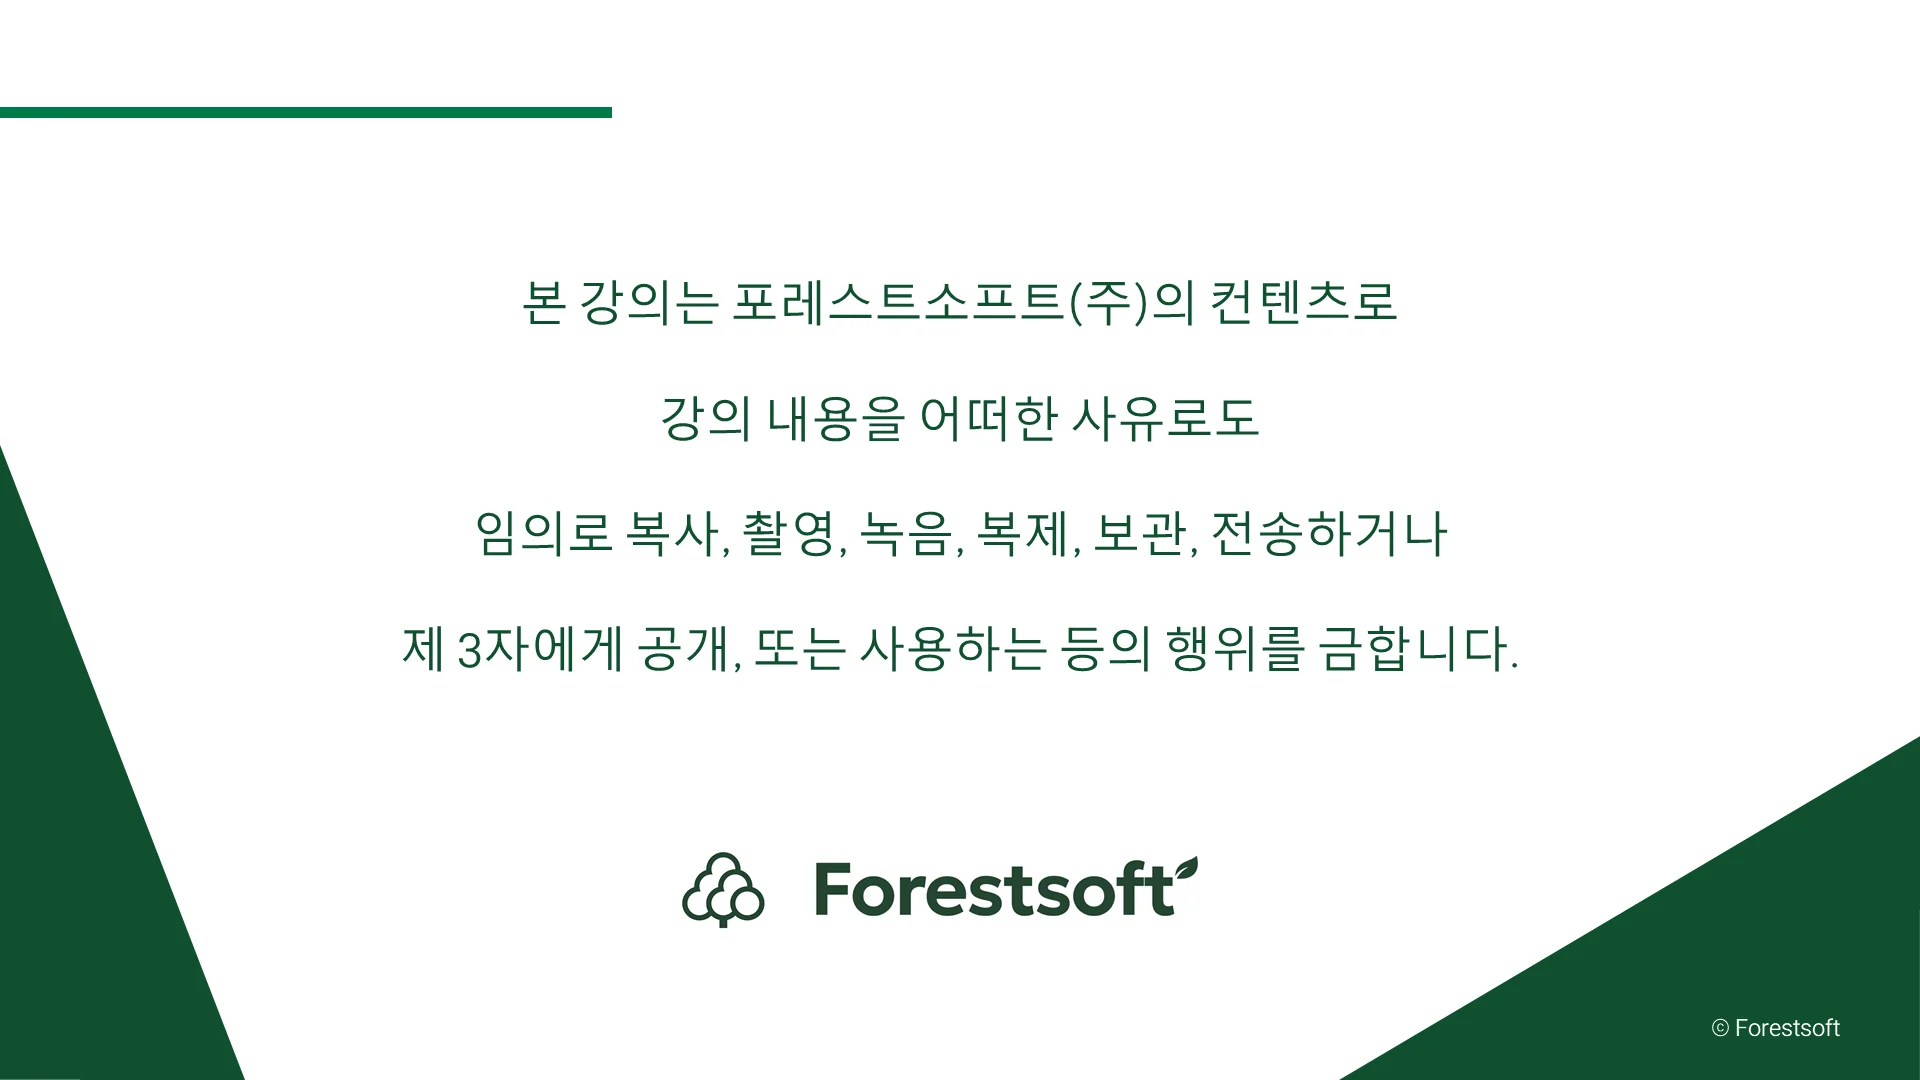 본 강의는 포레스트소프트(주)의 컨텐츠로
강의 내용을 어떠한 사유로도
임의로 복사, 촬영, 녹음, 복제, 보관, 전송하거나
제 3자에게 공개, 또는 사용하는 등의 행위를 금합니다.
Forestsoft
© Forestsoft